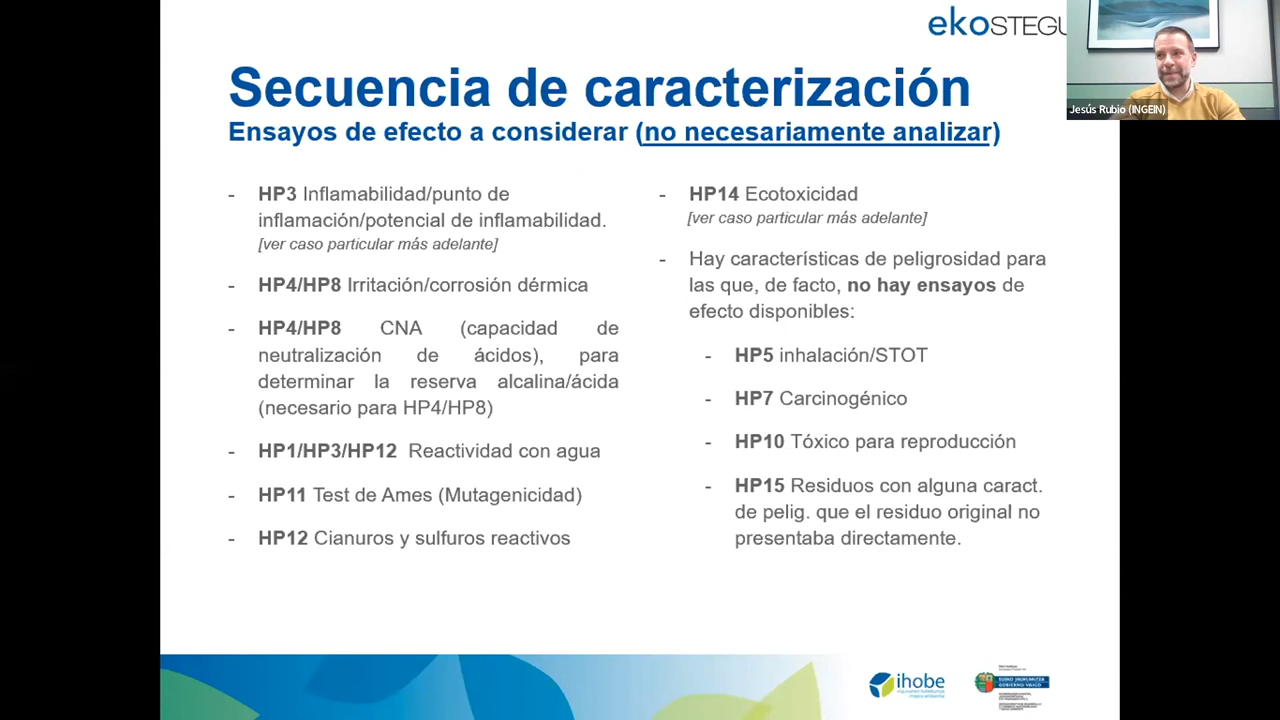 ekoSTEGU
Jesús Rubio (INGEIN)
Secuencia de caracterización
Ensayos de efecto a considerar (no necesariamente analizar)
- HP3 Inflamabilidad/punto de
inflamación/potencial de inflamabilidad.
[ver caso particular más adelante]
- HP4/HP8 Irritación/corrosión dérmica
- HP4/HP8 CNA (capacidad de
neutralización de ácidos), para
determinar la reserva alcalina/ácida
(necesario para HP4/HP8)
- HP1/HP3/HP12 Reactividad con agua
- HP11 Test de Ames (Mutagenicidad)
- HP12 Cianuros y sulfuros reactivos
- HP14 Ecotoxicidad
[ver caso particular más adelante]
- Hay características de peligrosidad para
las que, de facto, no hay ensayos de
efecto disponibles:
- HP5 inhalación/STOT
- HP7 Carcinogénico
- HP10 Tóxico para reproducción
- HP15 Residuos con alguna caract.
de pelig. que el residuo original no
presentaba directamente.
ihobe
EUSKO JAURLARITZA
GOBIERNO VASCO